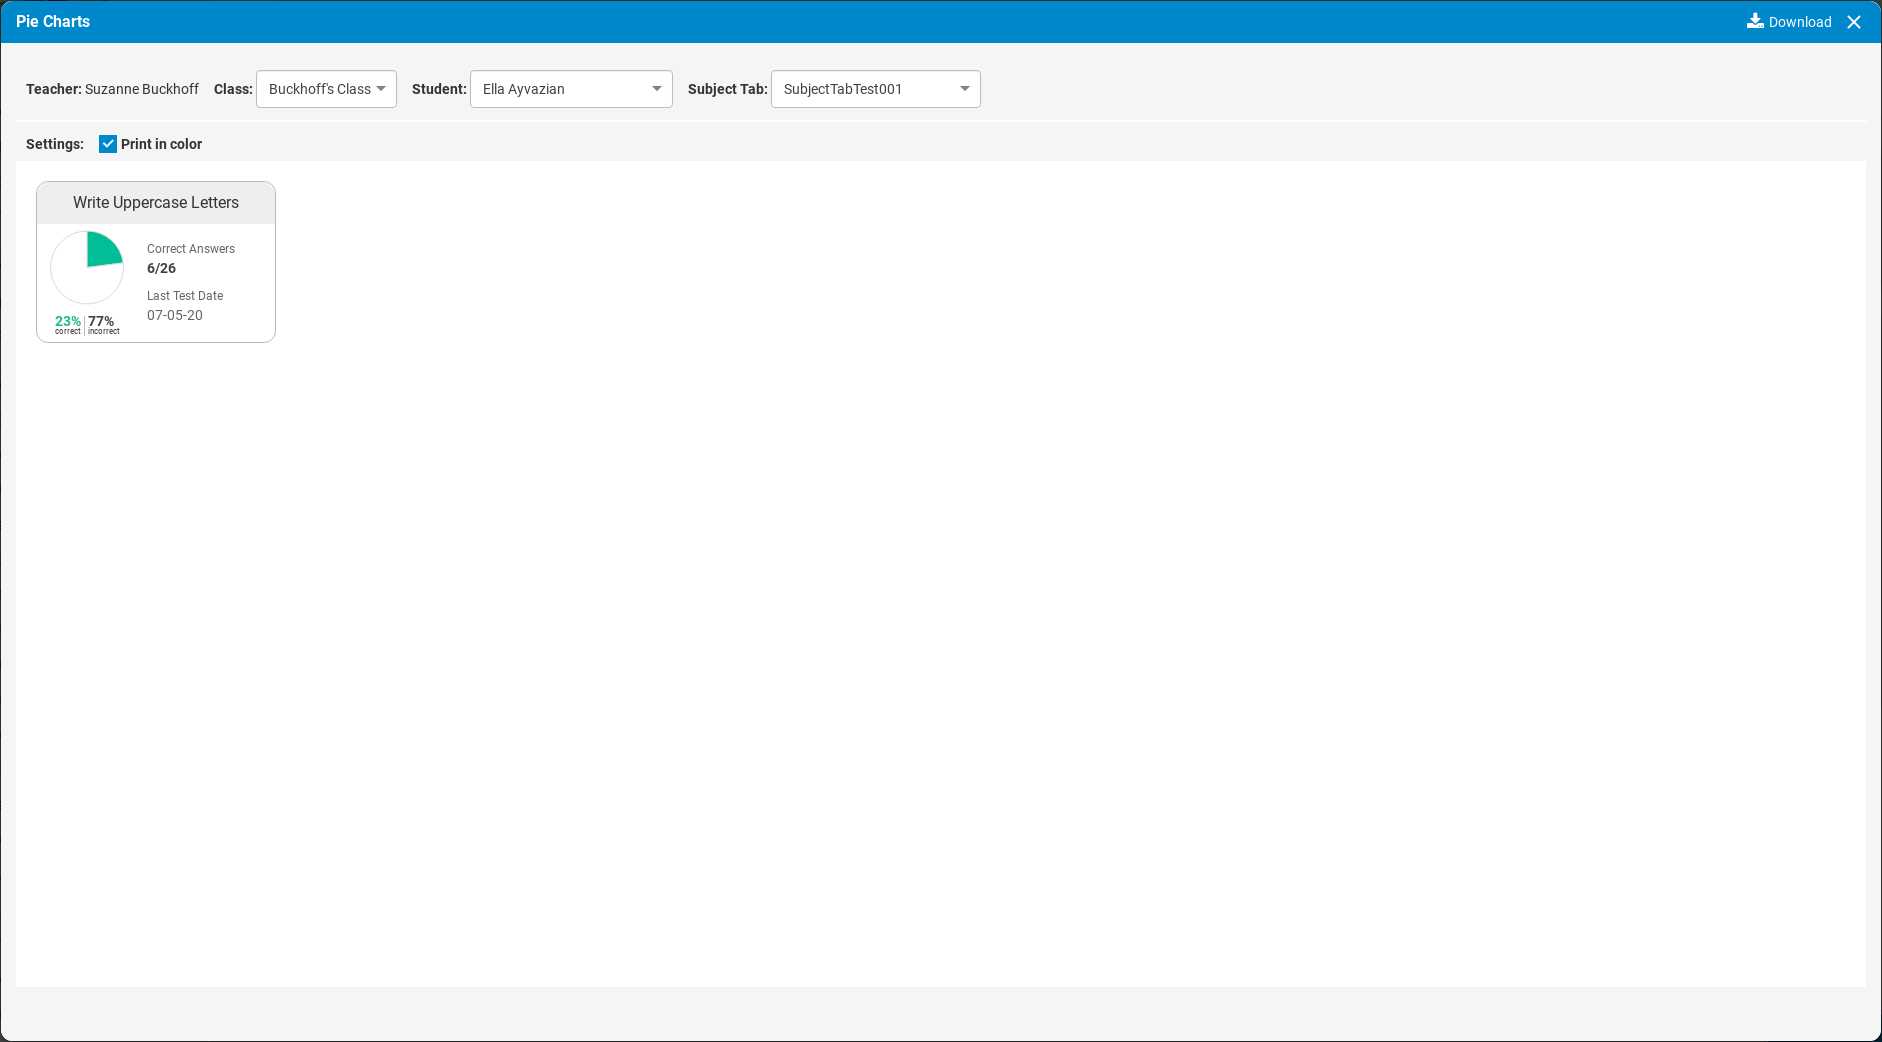 Pie Charts
Download
Teacher: Suzanne Buckhoff Class: Buckhoff's Class Student: Ella Ayvazian Subject Tab: SubjectTabTest001
Settings: Print in color
Write Uppercase Letters
Correct Answers
6/26
Last Test Date
07-05-20
23% 77%
correct incorrect